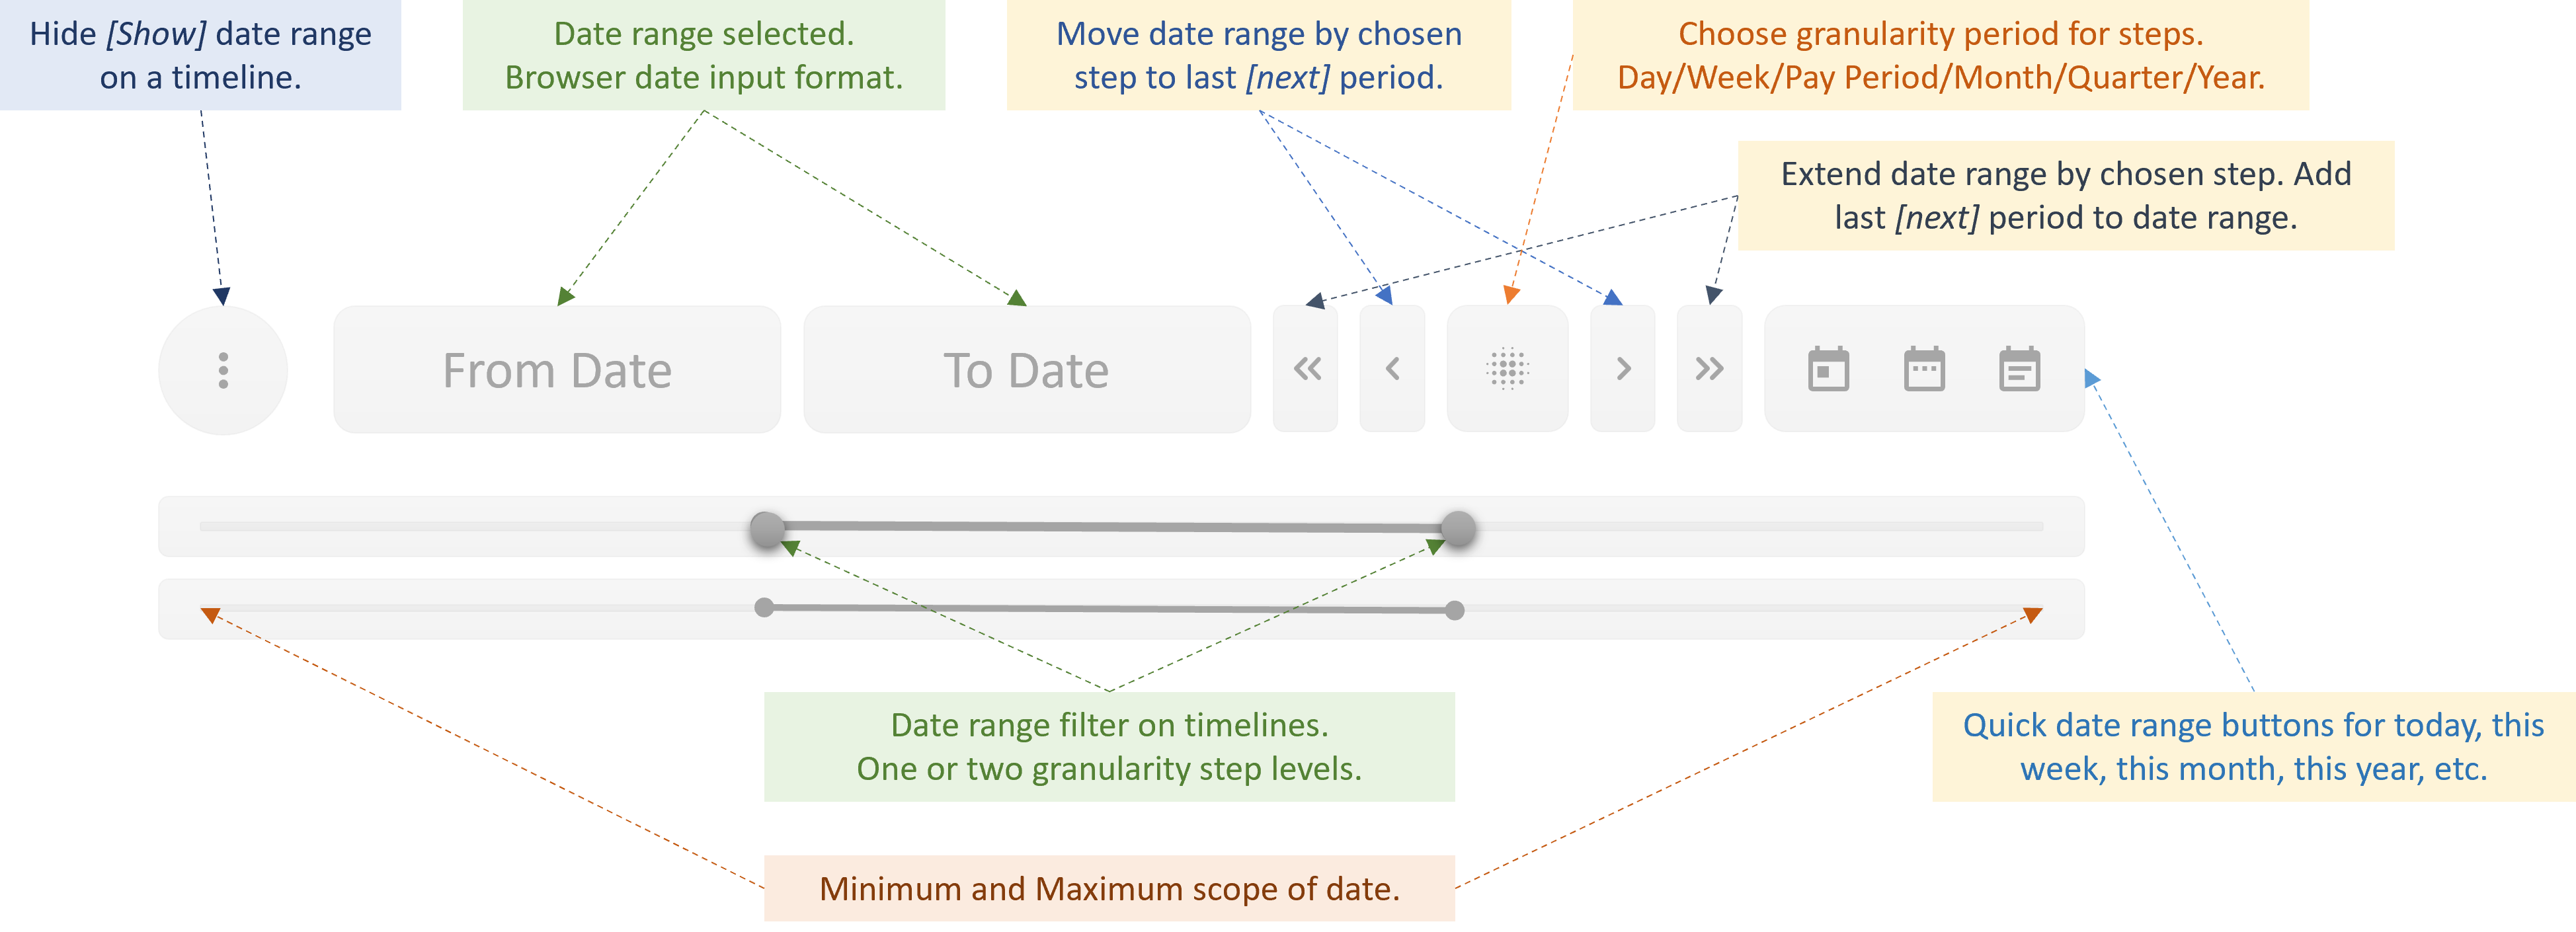 Hide [Show] date range
on a timeline.
Date range selected.
Browser date input format.
Move date range by chosen
step to last [next] period.
Choose granularity period for steps.
Day/Week/Pay Period/Month/Quarter/Year.
Extend date range by chosen step. Add
last [next] period to date range.
From Date
To Date
Date range filter on timelines.
One or two granularity step levels.
Quick date range buttons for today, this
week, this month, this year, etc.
Minimum and Maximum scope of date.